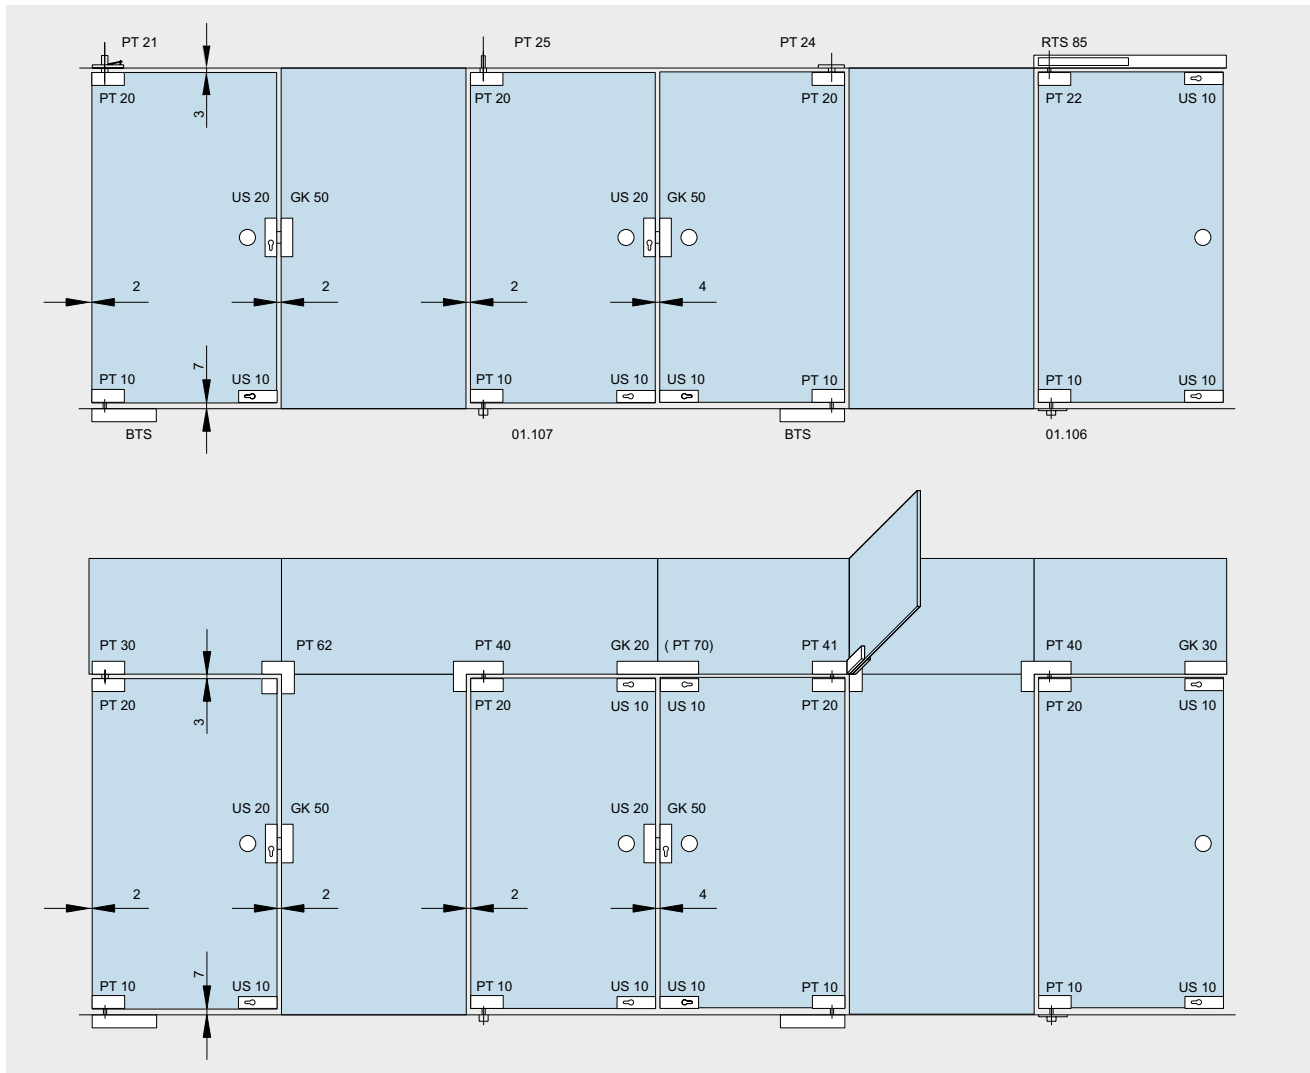 PT 21 PT 25 PT 24 RTS 85
PT 20 PT 20 PT 20 PT 22 US 10
3
US 20 GK 50 US 20 GK 50
2 2 2 4
7
PT 10 US 10 PT 10 US 10 US 10 PT 10 PT 10 US 10
BTS 01.107 BTS 01.106
PT 30 PT 62 PT 40 GK 20 ( PT 70) PT 41 PT 40 GK 30
PT 20 PT 20 US 10 US 10 PT 20 PT 20 US 10
3
US 20 GK 50 US 20 GK 50
2 2 2 4
7
PT 10 US 10 PT 10 US 10 US 10 PT 10 PT 10 US 10